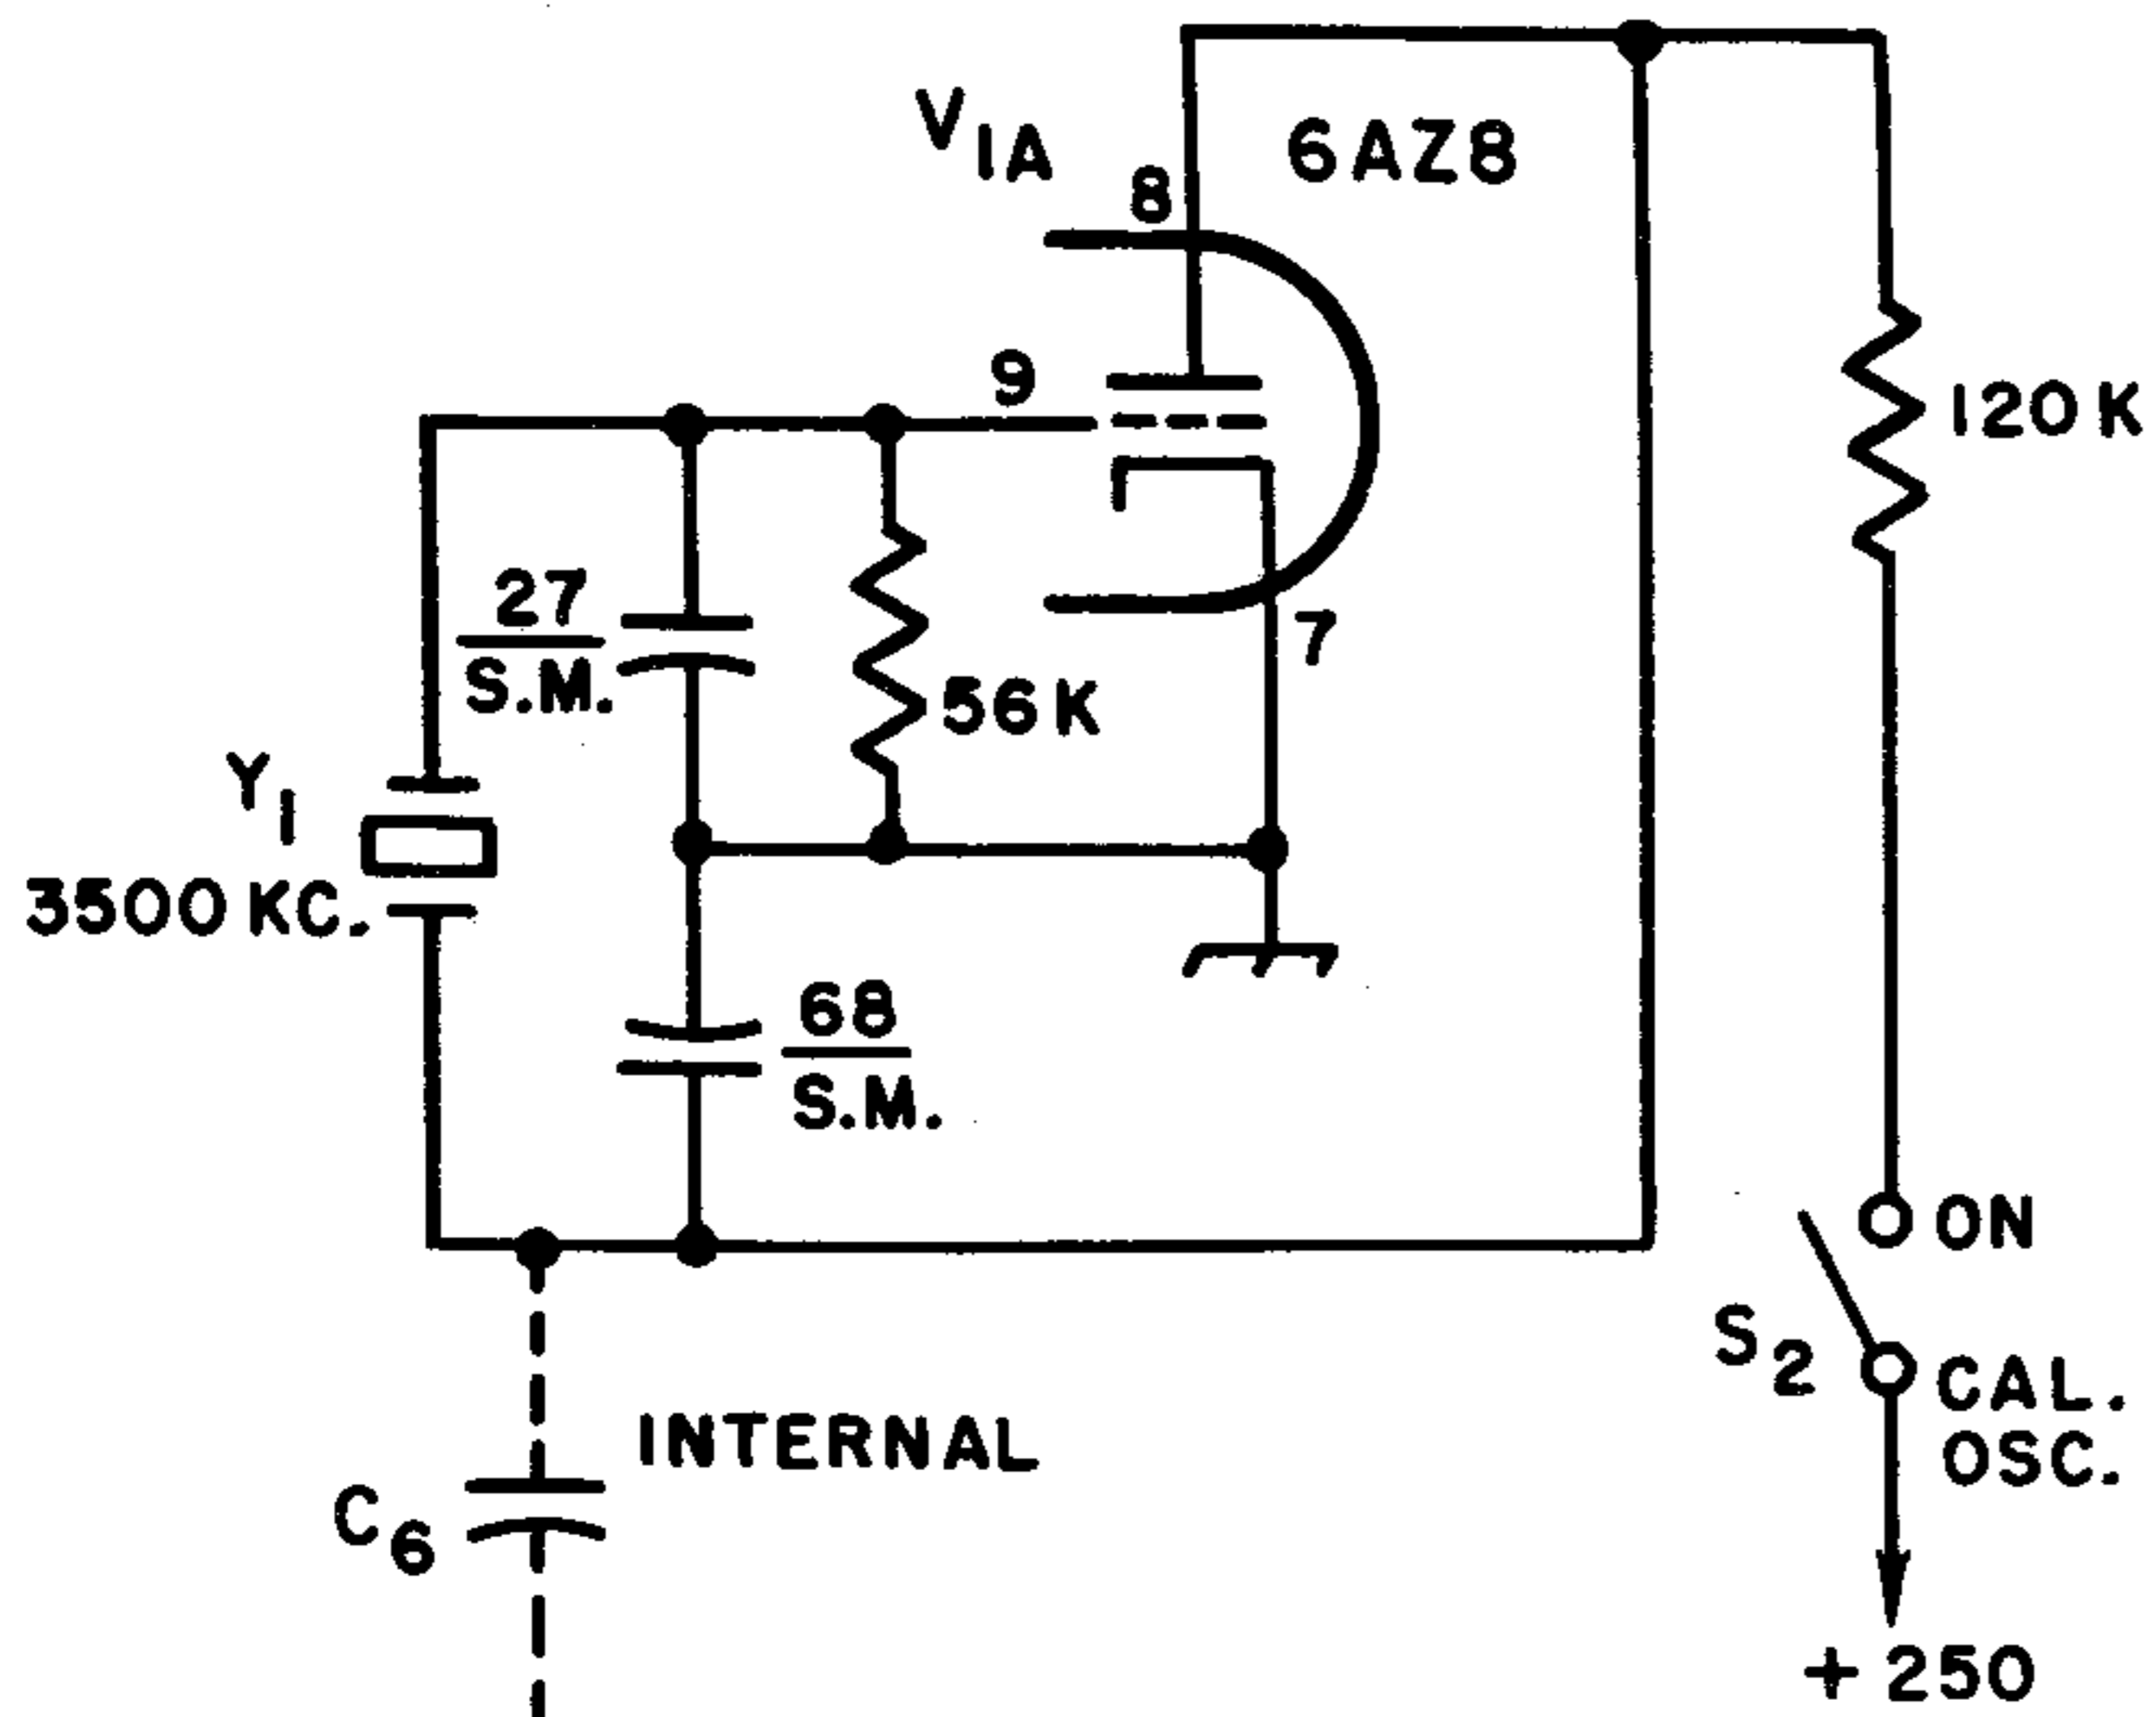 V1A
6AZ8
8
9
120K
27
S.M.
7
56K
Y1
3500 KC.
68
S.M.
ON
S2
CAL.
OSC.
INTERNAL
C6
+250